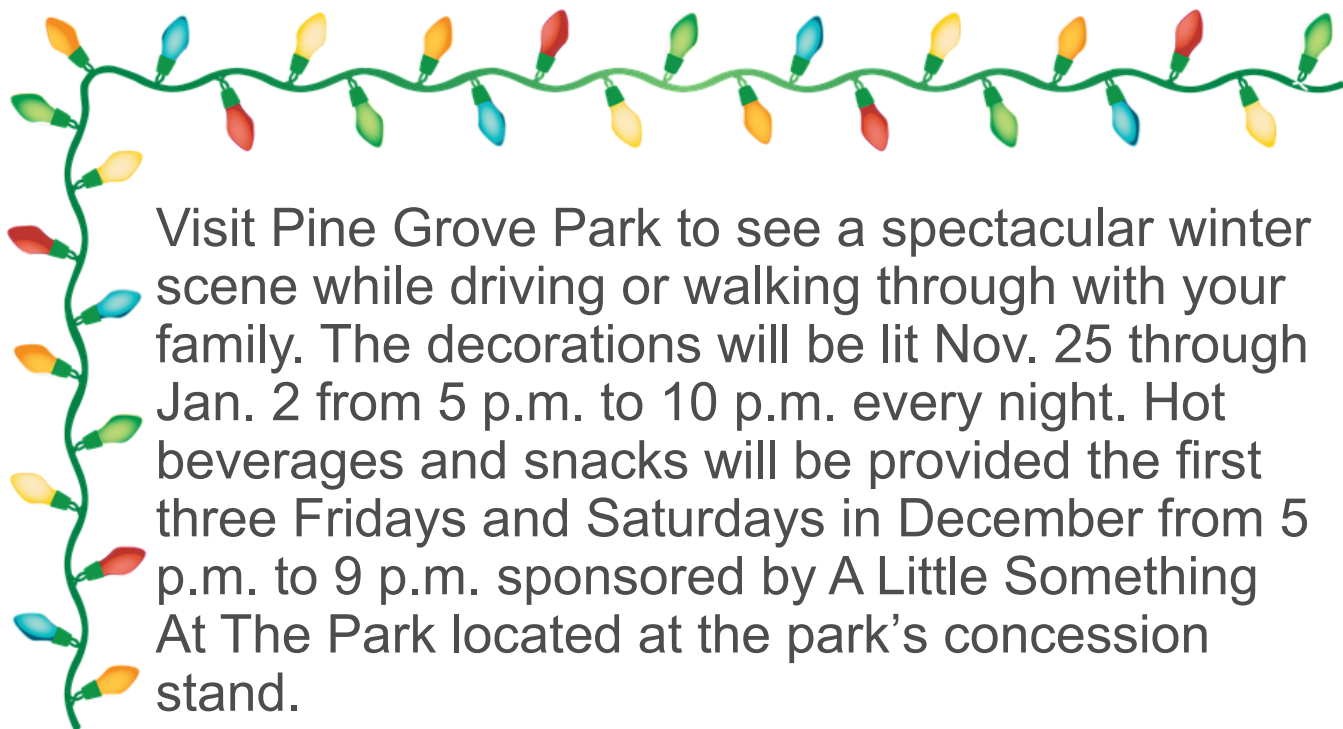 Visit Pine Grove Park to see a spectacular winter
scene while driving or walking through with your
family. The decorations will be lit Nov. 25 through
Jan. 2 from 5 p.m. to 10 p.m. every night. Hot
beverages and snacks will be provided the first
three Fridays and Saturdays in December from 5
p.m. to 9 p.m. sponsored by A Little Something
At The Park located at the park’s concession
stand.